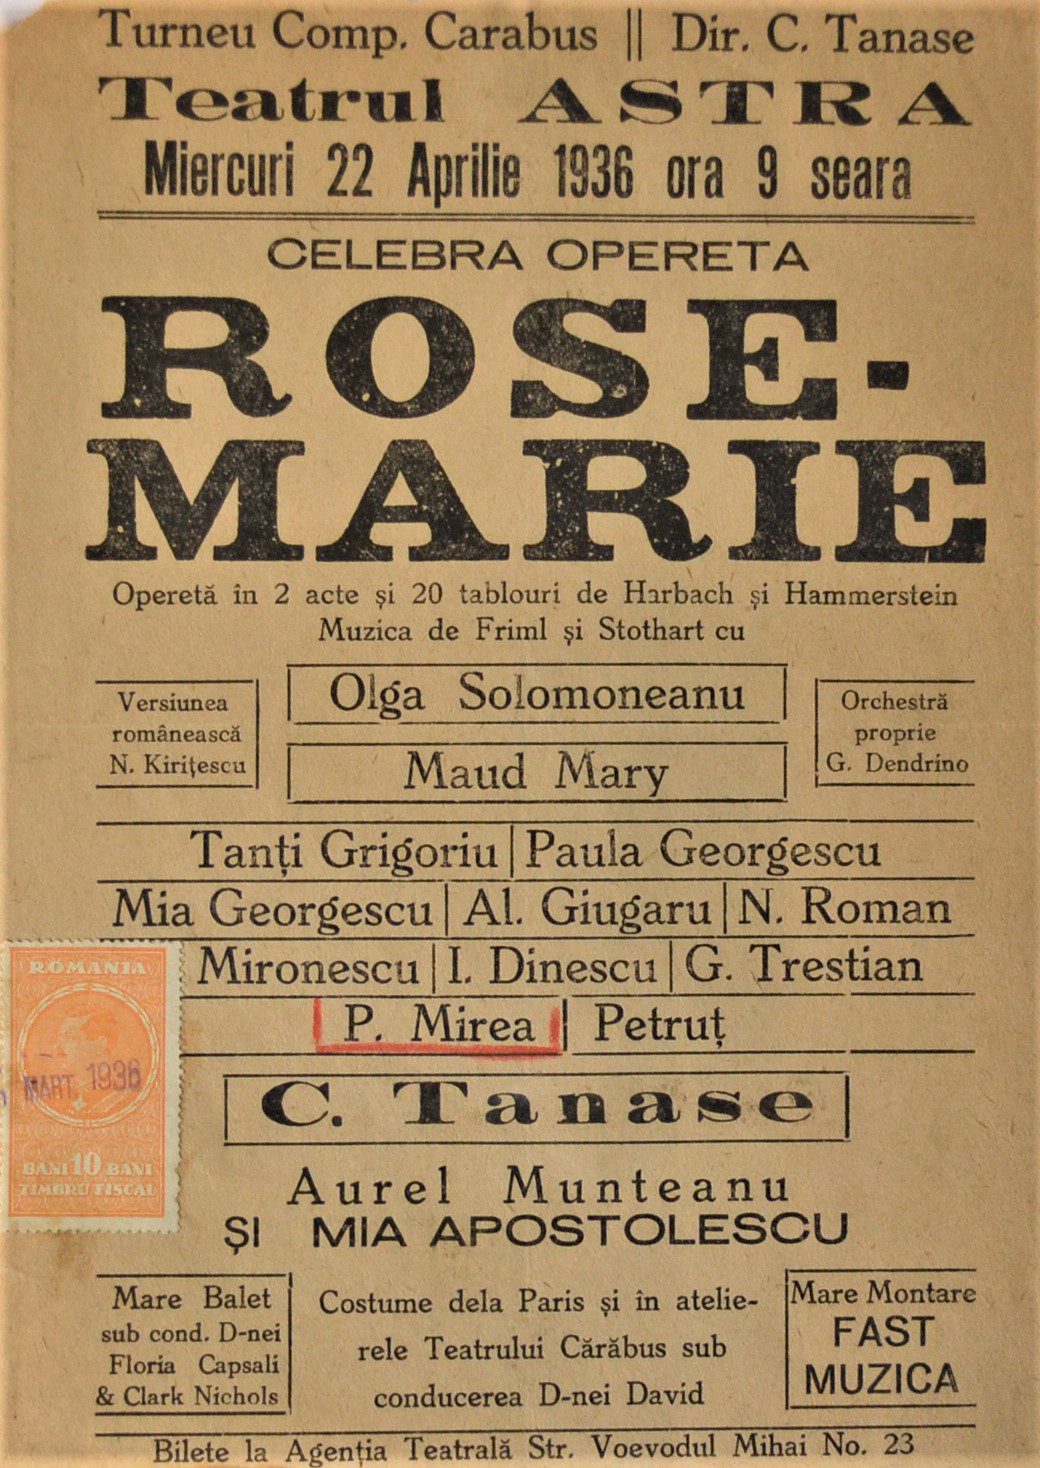 Turneu Comp. Carabus || Dir. C. Tanase
Teatrul ASTRA
Miercuri 22 Aprilie 1936 ora 9 seara
CELEBRA OPERETA
ROSE-
MARIE
Operetă în 2 acte și 20 tablouri de Harbach și Hammerstein
Muzica de Friml și Stothart cu
Versiunea
românească
N. Kirițescu
Olga Solomoneanu
Maud Mary
Orchestră
proprie
G. Dendrino
Tanți Grigoriu | Paula Georgescu
Mia Georgescu | Al. Giugaru | N. Roman
Mironescu | I. Dinescu | G. Trestian
P. Mirea | Petruț
C. Tanase
Aurel Munteanu
ȘI MIA APOSTOLESCU
ROMANIA
MART. 1936
BANI 10 BANI
TIMBRU FISCAL
Mare Balet
sub cond. D-nei
Floria Capsali
& Clark Nichols
Costume dela Paris și în atelie-
rele Teatrului Cărăbus sub
conducerea D-nei David
Mare Montare
FAST
MUZICA
Bilete la Agenția Teatrală Str. Voevodul Mihai No. 23